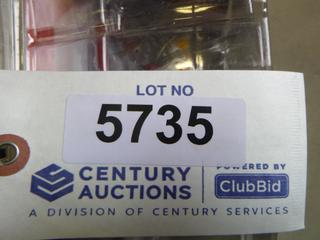 LOT NO
5735
CENTURY AUCTIONS
POWERED BY
ClubBid
A DIVISION OF CENTURY SERVICES